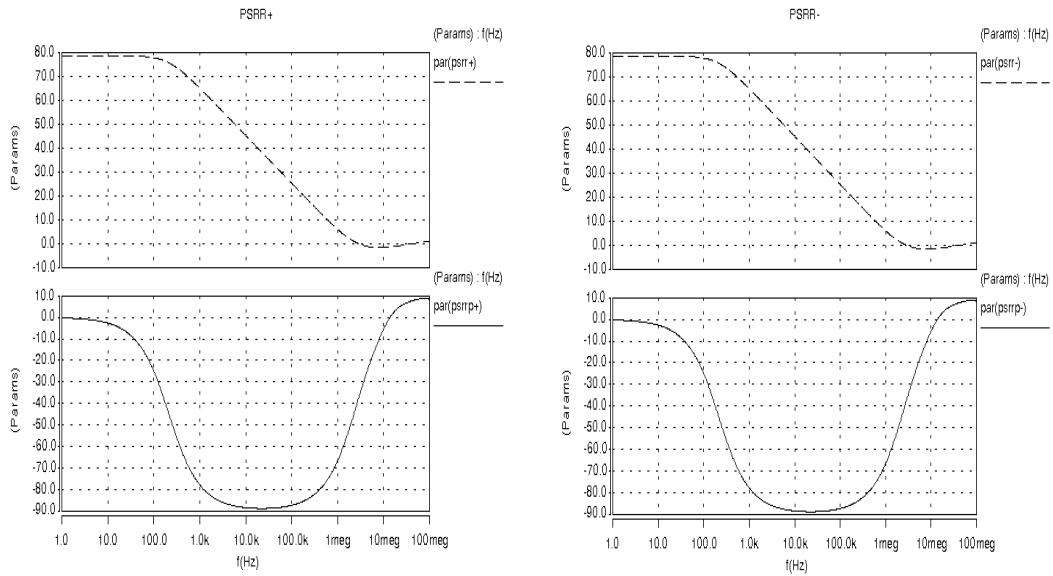 PSRR+
(Params) : f(Hz)
par(psrr+)
80.0
70.0
60.0
50.0
40.0
30.0
20.0
10.0
0.0
-10.0
(Params)
(Params) : f(Hz)
par(psrrp+)
10.0
0.0
-10.0
-20.0
-30.0
-40.0
-50.0
-60.0
-70.0
-80.0
-90.0
(Params)
1.0 10.0 100.0 1.0k 10.0k 100.0k 1meg 10meg 100meg
f(Hz)
PSRR-
(Params) : f(Hz)
par(psrr-)
80.0
70.0
60.0
50.0
40.0
30.0
20.0
10.0
0.0
-10.0
(Params)
(Params) : f(Hz)
par(psrrp-)
10.0
0.0
-10.0
-20.0
-30.0
-40.0
-50.0
-60.0
-70.0
-80.0
-90.0
(Params)
1.0 10.0 100.0 1.0k 10.0k 100.0k 1meg 10meg 100meg
f(Hz)